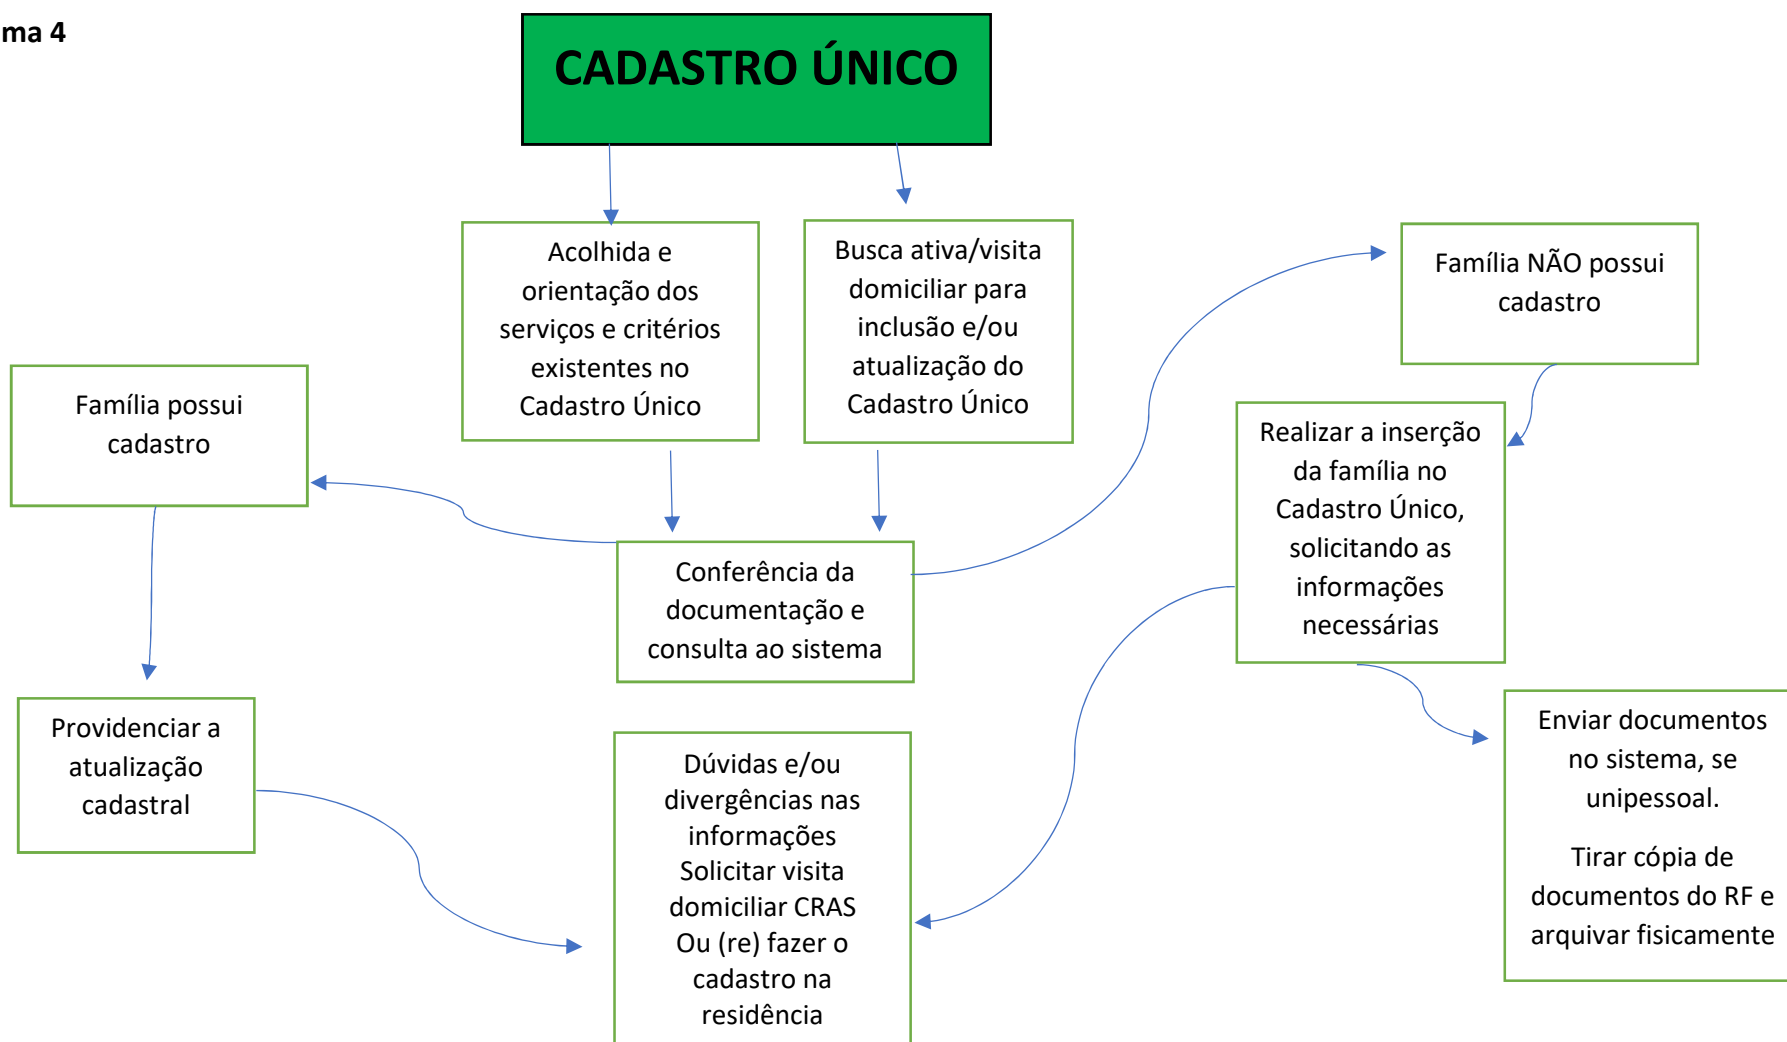 ma 4
CADASTRO ÚNICO
Acolhida e
orientação dos
serviços e critérios
existentes no
Cadastro Único
Busca ativa/visita
domiciliar para
inclusão e/ou
atualização do
Cadastro Único
Família NÃO possui
cadastro
Família possui
cadastro
Realizar a inserção
da família no
Cadastro Único,
solicitando as
informações
necessárias
Conferência da
documentação e
consulta ao sistema
Providenciar a
atualização
cadastral
Dúvidas e/ou
divergências nas
informações
Solicitar visita
domiciliar CRAS
Ou (re) fazer o
cadastro na
residência
Enviar documentos
no sistema, se
unipessoal.
Tirar cópia de
documentos do RF e
arquivar fisicamente